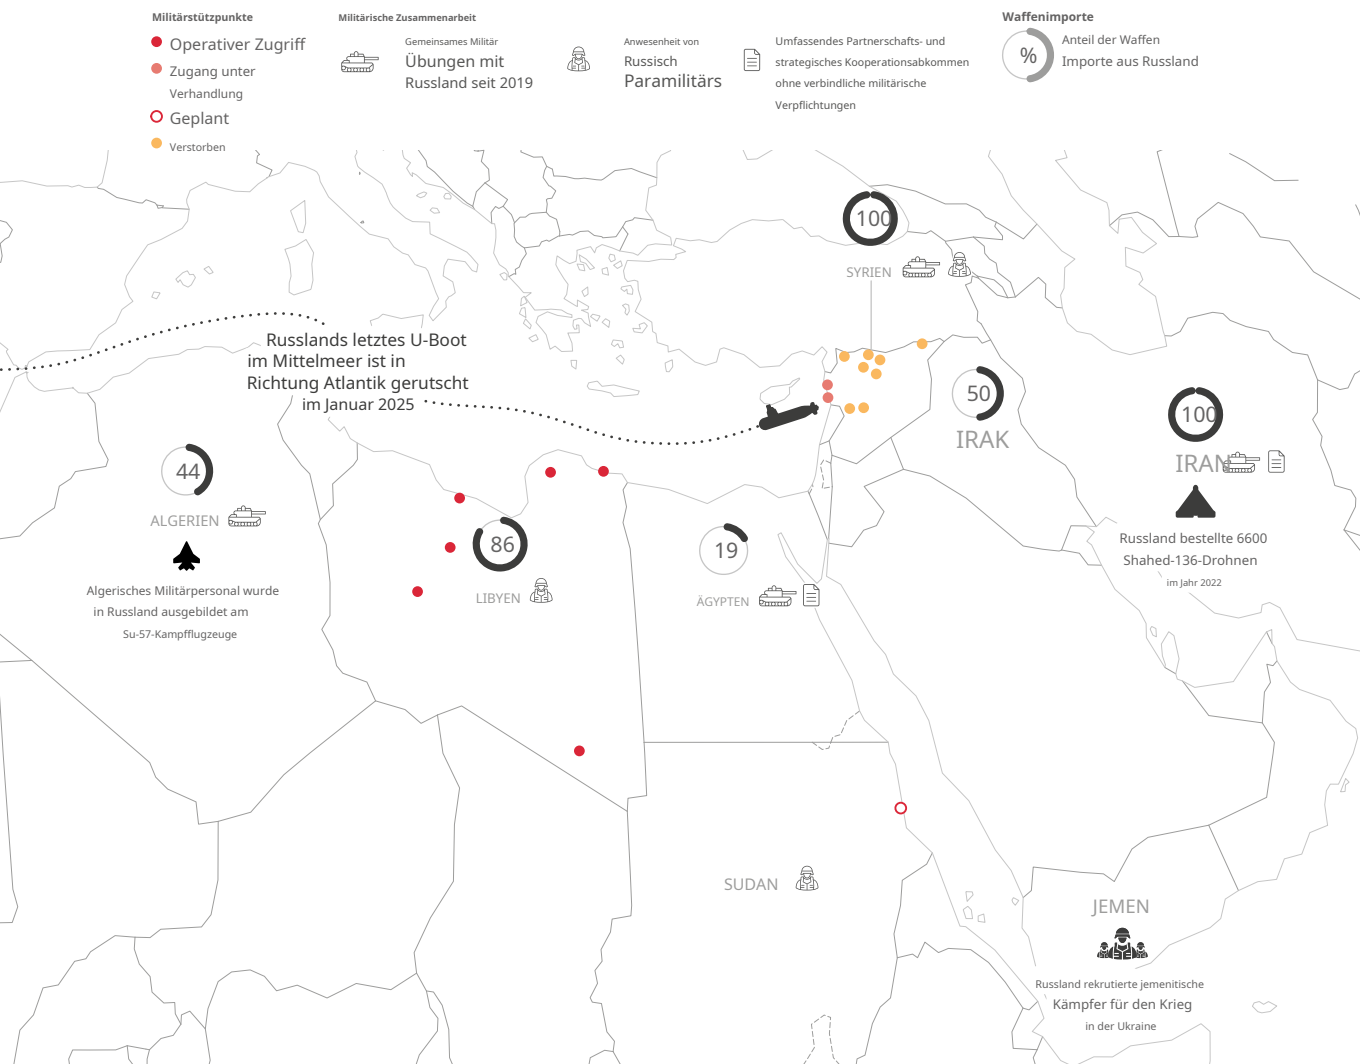 Militärstützpunkte
Operativer Zugriff
Zugang unter
Verhandlung
Geplant
Verstorben
Militärische Zusammenarbeit
Gemeinsames Militär
Übungen mit
Russland seit 2019
Anwesenheit von
Russisch
Paramilitärs
Umfassendes Partnerschafts- und
strategisches Kooperationsabkommen
ohne verbindliche militärische
Verpflichtungen
Waffenimporte
%
Anteil der Waffen
Importe aus Russland
100
SYRIEN
Russlands letztes U-Boot
im Mittelmeer ist in
Richtung Atlantik gerutscht
im Januar 2025
50
IRAK
100
IRAN
Russland bestellte 6600
Shahed-136-Drohnen
im Jahr 2022
44
ALGERIEN
Algerisches Militärpersonal wurde
in Russland ausgebildet am
Su-57-Kampfflugzeuge
86
LIBYEN
19
ÄGYPTEN
SUDAN
JEMEN
Russland rekrutierte jemenitische
Kämpfer für den Krieg
in der Ukraine